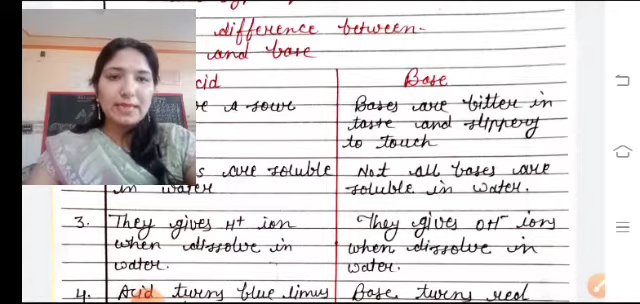 difference between-
and base
cid
Base
e a sour
Bases are bitter in
taste and slippery
to touch
s are soluble
in water
Not all bases are
soluble in water.
3. They gives H+ ion
when dissolve in
water.
They gives OH- ions
when dissolve in
water.
4. Acid turns blue limus
Base turns red